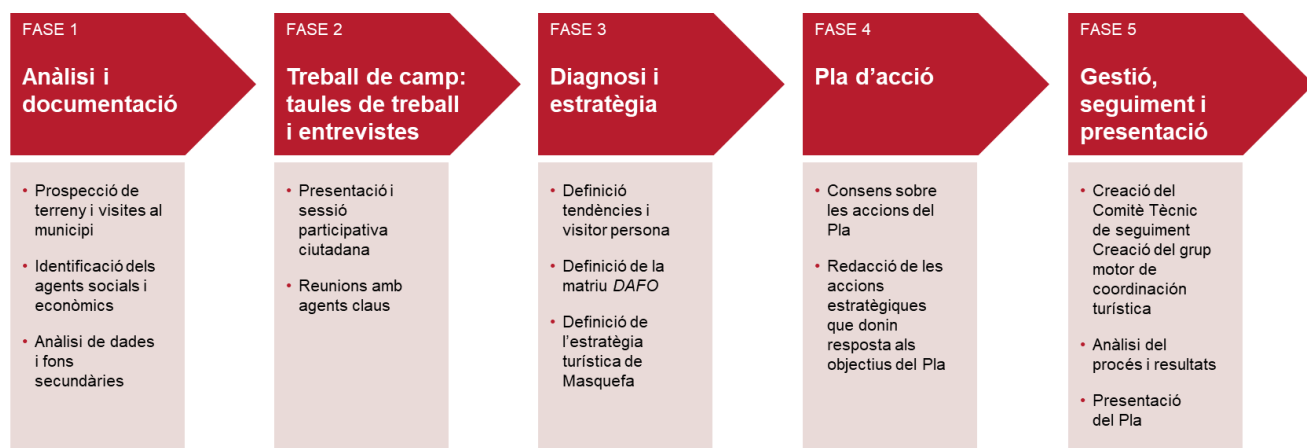 FASE 1
Anàlisi i
documentació
• Prospecció de
terreny i visites al
municipi
• Identificació dels
agents socials i
econòmics
• Anàlisi de dades
i fons
secundàries
FASE 2
Treball de camp:
taules de treball
i entrevistes
• Presentació i
sessió
participativa
ciutadana
• Reunions amb
agents claus
FASE 3
Diagnosi i
estratègia
• Definició
tendències i
visitor persona
• Definició de la
matriu DAFO
• Definició de
l’estratègia
turística de
Masquefa
FASE 4
Pla d’acció
• Consens sobre
les accions del
Pla
• Redacció de les
accions
estratègiques
que donin
resposta als
objectius del Pla
FASE 5
Gestió,
seguiment i
presentació
• Creació del
Comitè Tècnic
de seguiment
Creació del grup
motor de
coordinación
turística
• Anàlisi del
procés i resultats
• Presentació
del Pla